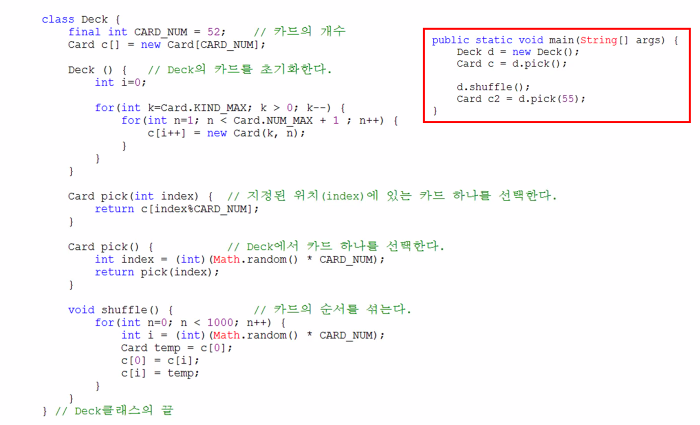 class Deck {
    final int CARD_NUM = 52;    // 카드의 개수
    Card c[] = new Card[CARD_NUM];

    Deck () {   // Deck의 카드를 초기화한다.
        int i=0;

        for(int k=Card.KIND_MAX; k > 0; k--) {
            for(int n=1; n < Card.NUM_MAX + 1 ; n++) {
                c[i++] = new Card(k, n);
            }
        }
    }

    Card pick(int index) {  // 지정된 위치(index)에 있는 카드 하나를 선택한다.
        return c[index%CARD_NUM];
    }

    Card pick() {           // Deck에서 카드 하나를 선택한다.
        int index = (int)(Math.random() * CARD_NUM);
        return pick(index);
    }

    void shuffle() {            // 카드의 순서를 섞는다.
        for(int n=0; n < 1000; n++) {
            int i = (int)(Math.random() * CARD_NUM);
            Card temp = c[0];
            c[0] = c[i];
            c[i] = temp;
        }
    }
} // Deck클래스의 끝
public static void main(String[] args) {
    Deck d = new Deck();
    Card c = d.pick();

    d.shuffle();
    Card c2 = d.pick(55);
}